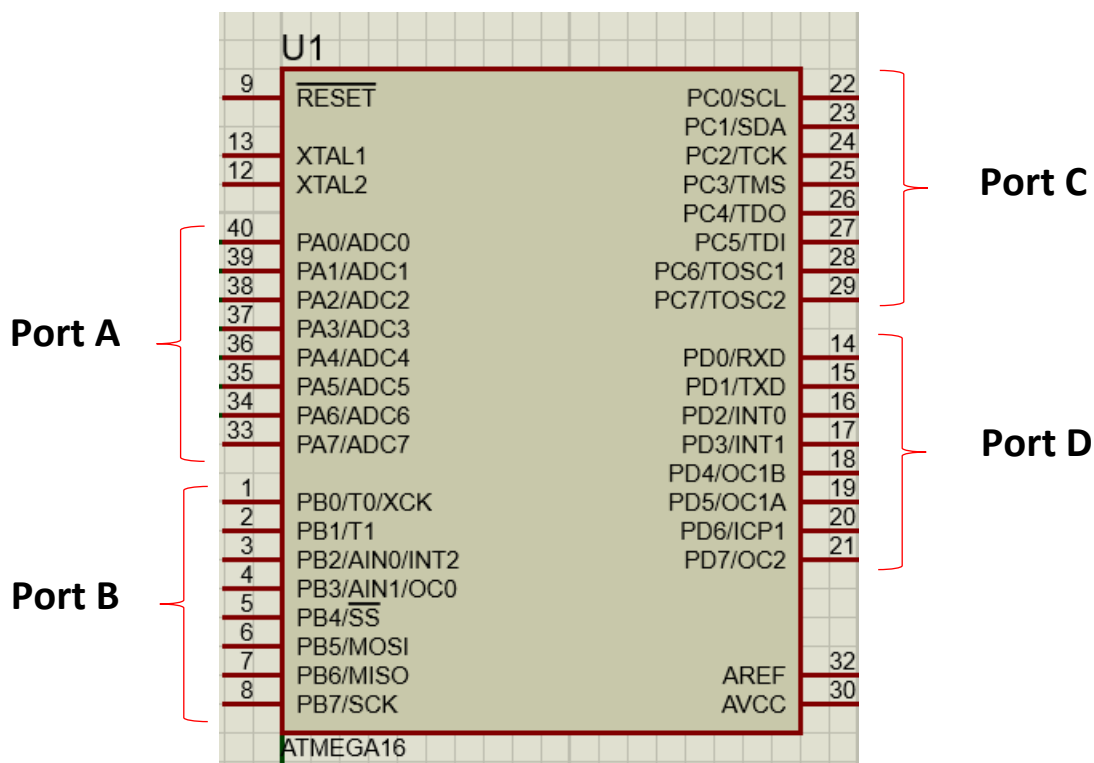 U1
9 RESET
13 XTAL1
12 XTAL2
Port A
40 PA0/ADC0
39 PA1/ADC1
38 PA2/ADC2
37 PA3/ADC3
36 PA4/ADC4
35 PA5/ADC5
34 PA6/ADC6
33 PA7/ADC7
Port B
1 PB0/T0/XCK
2 PB1/T1
3 PB2/AIN0/INT2
4 PB3/AIN1/OC0
5 PB4/SS
6 PB5/MOSI
7 PB6/MISO
8 PB7/SCK
PC0/SCL 22
PC1/SDA 23
PC2/TCK 24
PC3/TMS 25
PC4/TDO 26
PC5/TDI 27
PC6/TOSC1 28
PC7/TOSC2 29
Port C
PD0/RXD 14
PD1/TXD 15
PD2/INT0 16
PD3/INT1 17
PD4/OC1B 18
PD5/OC1A 19
PD6/ICP1 20
PD7/OC2 21
Port D
AREF 32
AVCC 30
ATMEGA16